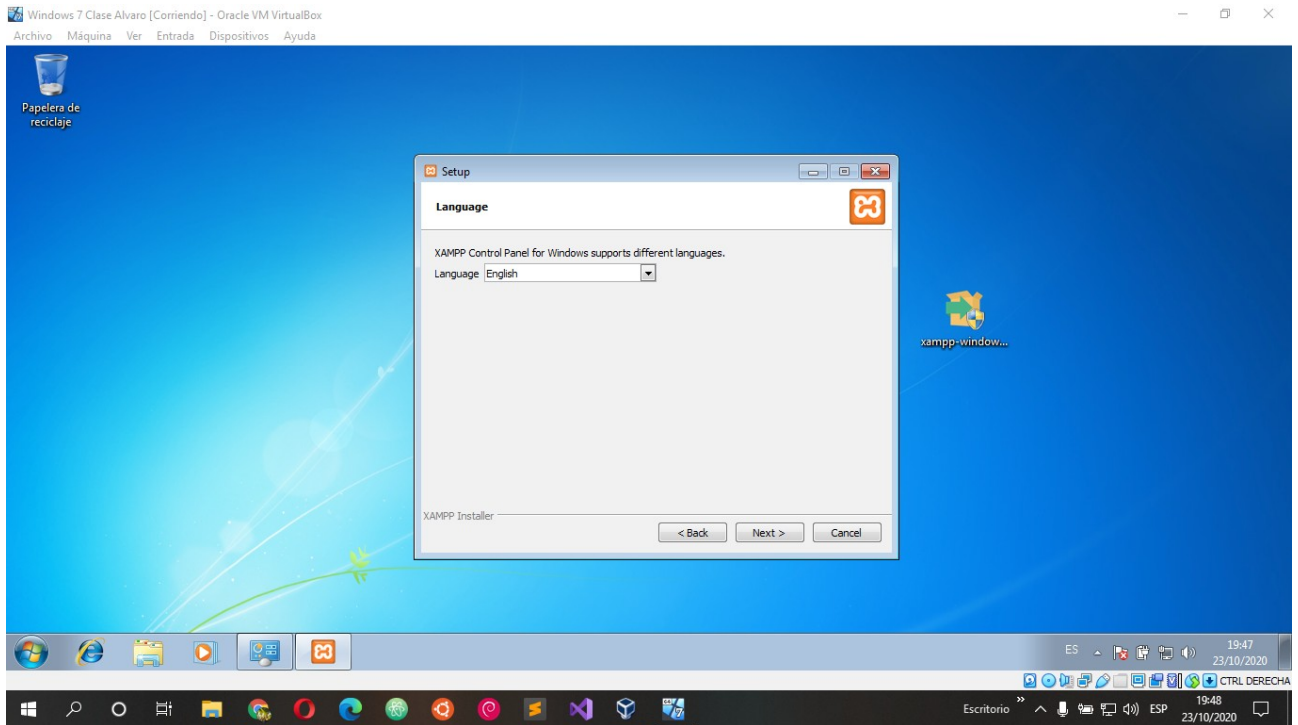 Windows 7 Clase Alvaro [Corriendo] - Oracle VM VirtualBox
Archivo Máquina Ver Entrada Dispositivos Ayuda
Papelera de
reciclaje
Setup
Language
XAMPP Control Panel for Windows supports different languages.
Language English
xampp-window...
XAMPP Installer
< Back Next > Cancel
ES 19:47
23/10/2020
CTRL DERECHA
Escritorio ESP 19:48
23/10/2020